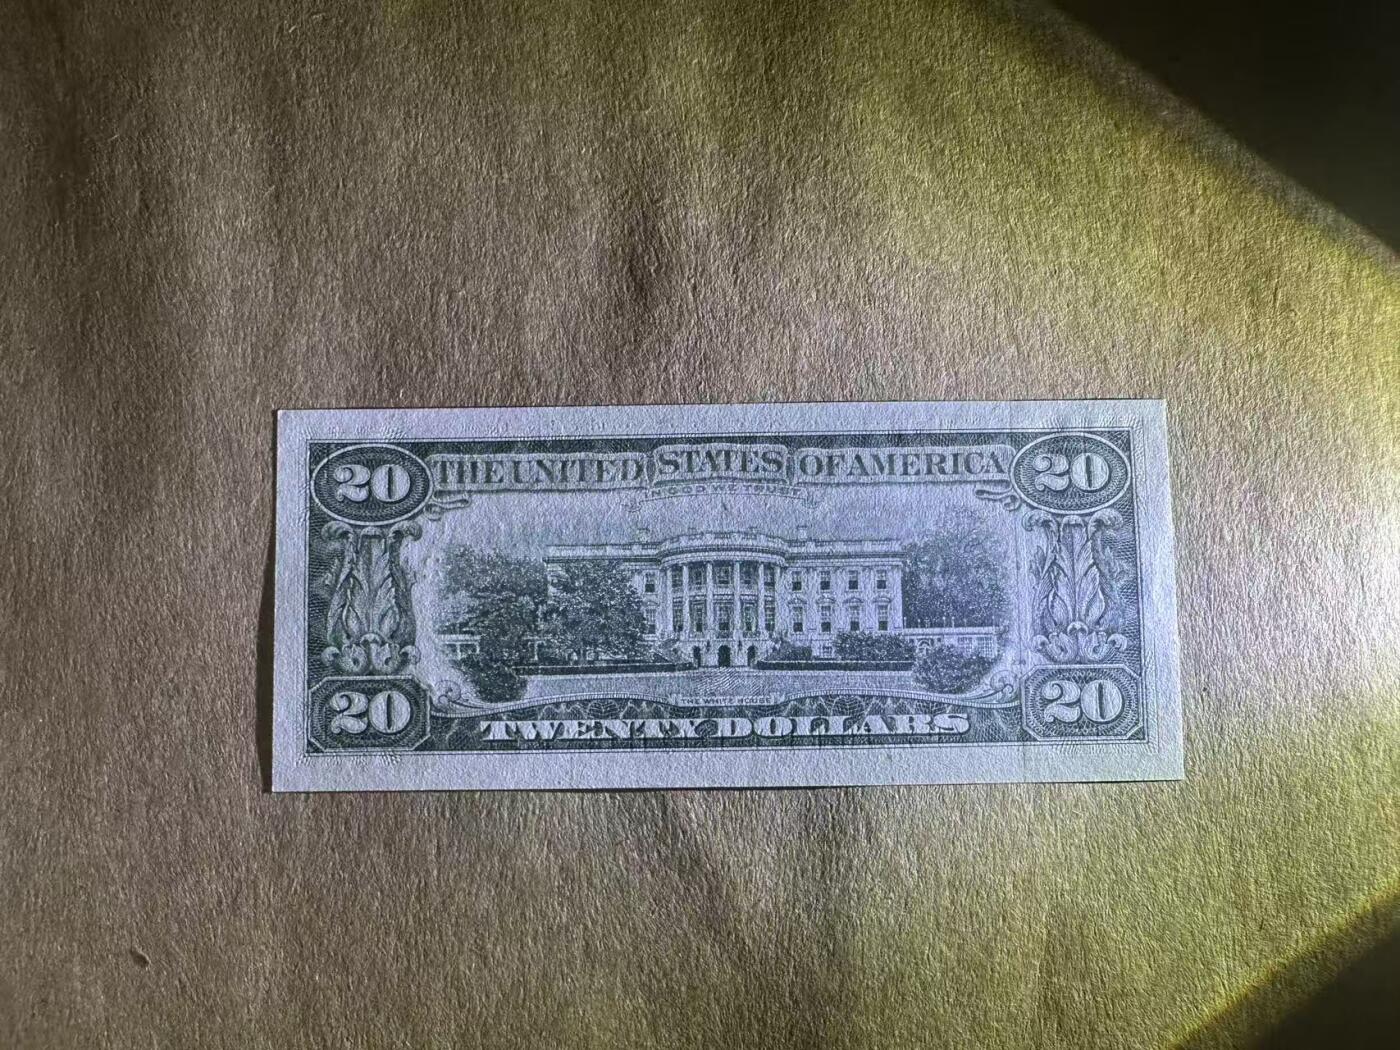 20 THE UNITED STATES OF AMERICA 20
IN GOD WE TRUST
THE WHITE HOUSE
20 TWENTY DOLLARS 20